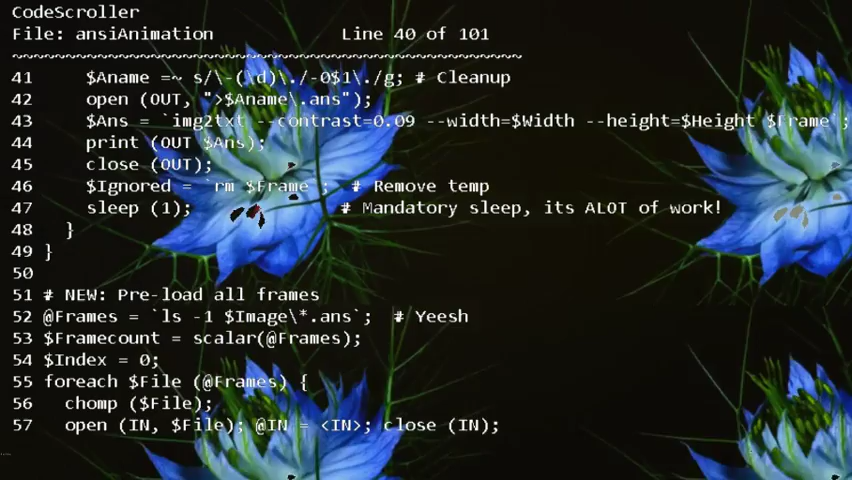 CodeScroller
File: ansiAnimation Line 40 of 101
~~~~~~~~~~~~~~~~~~~~~~~~~~~~~~~~~~~~~~~~~~~~~~~~
41 $Aname =~ s/\-(\d)\./-0$1\./g; # Cleanup
42 open (OUT, ">$Aname\.ans");
43 $Ans = `img2txt --contrast=0.09 --width=$Width --height=$Height $Frame`;
44 print (OUT $Ans);
45 close (OUT);
46 $Ignored = `rm $Frame`; # Remove temp
47 sleep (1); # Mandatory sleep, its ALOT of work!
48 }
49 }
50
51 # NEW: Pre-load all frames
52 @Frames = `ls -1 $Image\*.ans`; # Yeesh
53 $Framecount = scalar(@Frames);
54 $Index = 0;
55 foreach $File (@Frames) {
56 chomp ($File);
57 open (IN, $File); @IN = <IN>; close (IN);